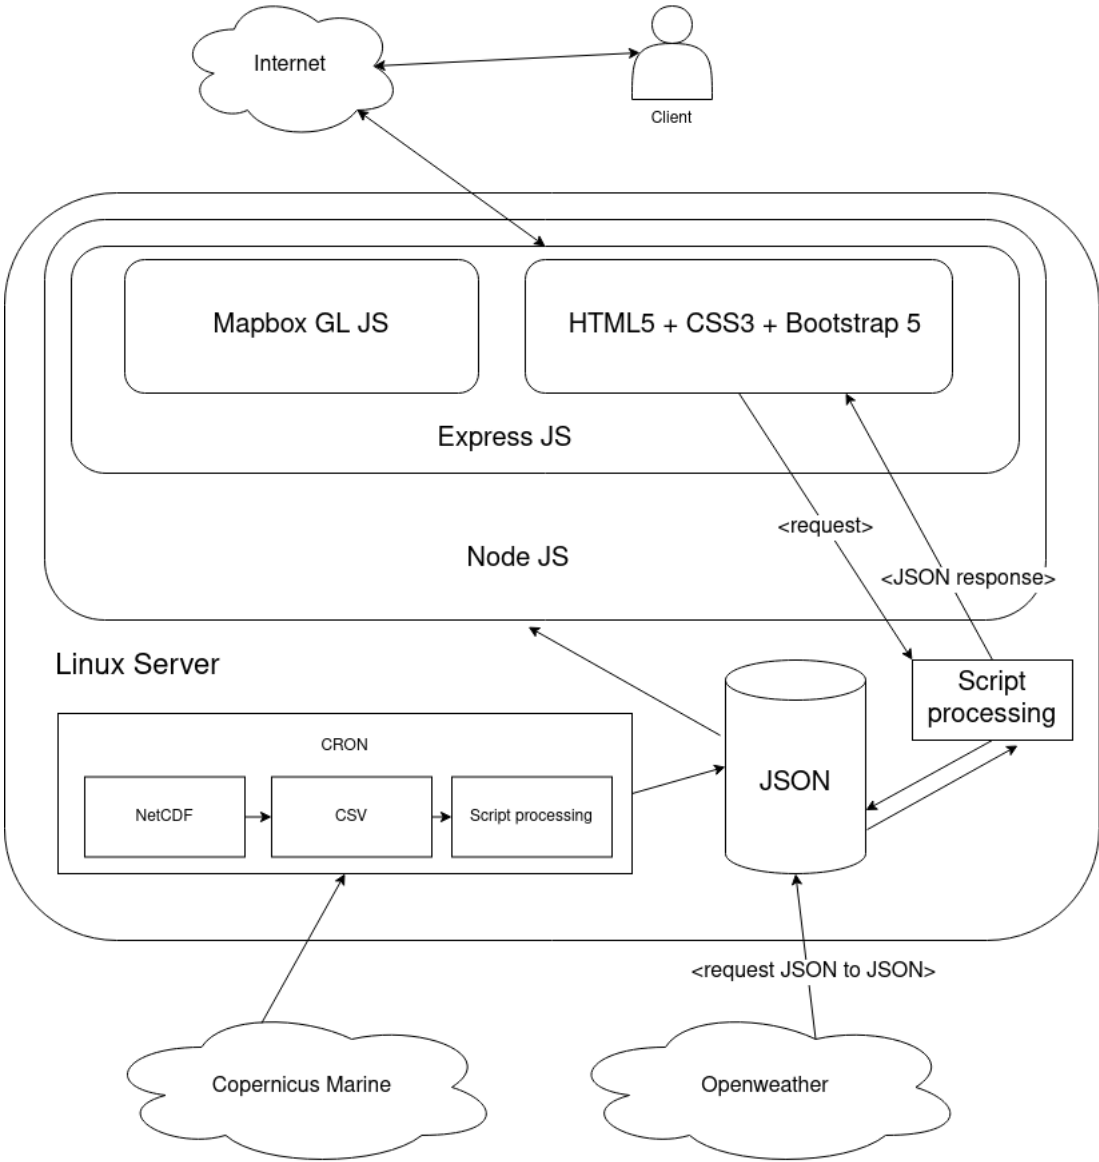 Internet
Client
Mapbox GL JS
HTML5 + CSS3 + Bootstrap 5
Express JS
<request>
Node JS
<JSON response>
Linux Server
Script
processing
CRON
JSON
NetCDF
CSV
Script processing
<request JSON to JSON>
Copernicus Marine
Openweather